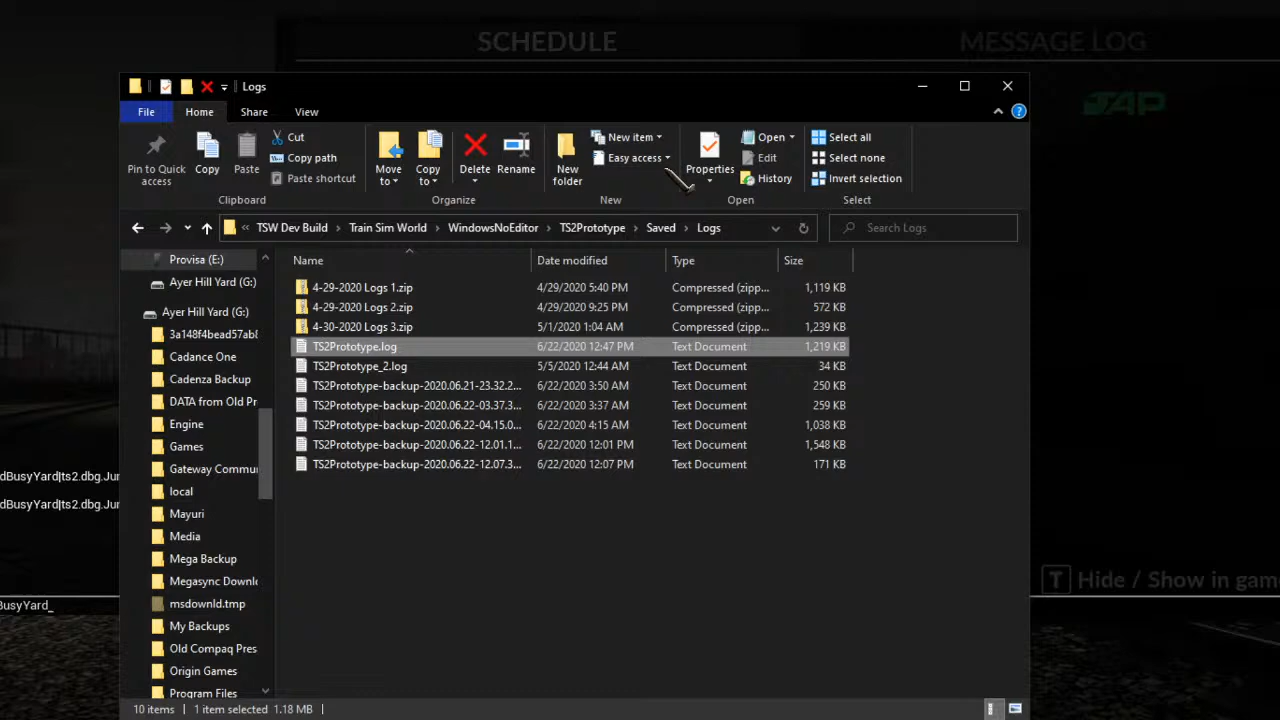 SCHEDULE
MESSAGE LOG
JAP
Logs
File
Home
Share
View
Pin to Quick
access
Copy
Paste
Cut
Copy path
Paste shortcut
Clipboard
Move
to
Copy
to
Delete
Rename
Organize
New
folder
New item
Easy access
New
Properties
Open
Edit
History
Open
Select all
Select none
Invert selection
Select
« TSW Dev Build > Train Sim World > WindowsNoEditor > TS2Prototype > Saved > Logs
Search Logs
Name
Date modified
Type
Size
4-29-2020 Logs 1.zip 4/29/2020 5:40 PM Compressed (zipp... 1,119 KB
4-29-2020 Logs 2.zip 4/29/2020 9:25 PM Compressed (zipp... 572 KB
4-30-2020 Logs 3.zip 5/1/2020 1:04 AM Compressed (zipp... 1,239 KB
TS2Prototype.log 6/22/2020 12:47 PM Text Document 1,219 KB
TS2Prototype_2.log 5/5/2020 12:44 AM Text Document 34 KB
TS2Prototype-backup-2020.06.21-23.32.2... 6/22/2020 3:50 AM Text Document 250 KB
TS2Prototype-backup-2020.06.22-03.37.3... 6/22/2020 3:37 AM Text Document 259 KB
TS2Prototype-backup-2020.06.22-04.15.0... 6/22/2020 4:15 AM Text Document 1,038 KB
TS2Prototype-backup-2020.06.22-12.01.1... 6/22/2020 12:01 PM Text Document 1,548 KB
TS2Prototype-backup-2020.06.22-12.07.3... 6/22/2020 12:07 PM Text Document 171 KB
Provisa (E:)
Ayer Hill Yard (G:)
Ayer Hill Yard (G:)
3a148f4bead57ab8
Cadance One
Cadenza Backup
DATA from Old Pr
Engine
Games
Gateway Commu
local
Mayuri
Media
Mega Backup
Megasync Downl
msdownld.tmp
My Backups
Old Compaq Pres
Origin Games
Program Files
10 items
1 item selected 1.18 MB
dBusyYard|ts2.dbg.Jur
dBusyYard|ts2.dbg.Jur
BusyYard_
T Hide / Show in gam